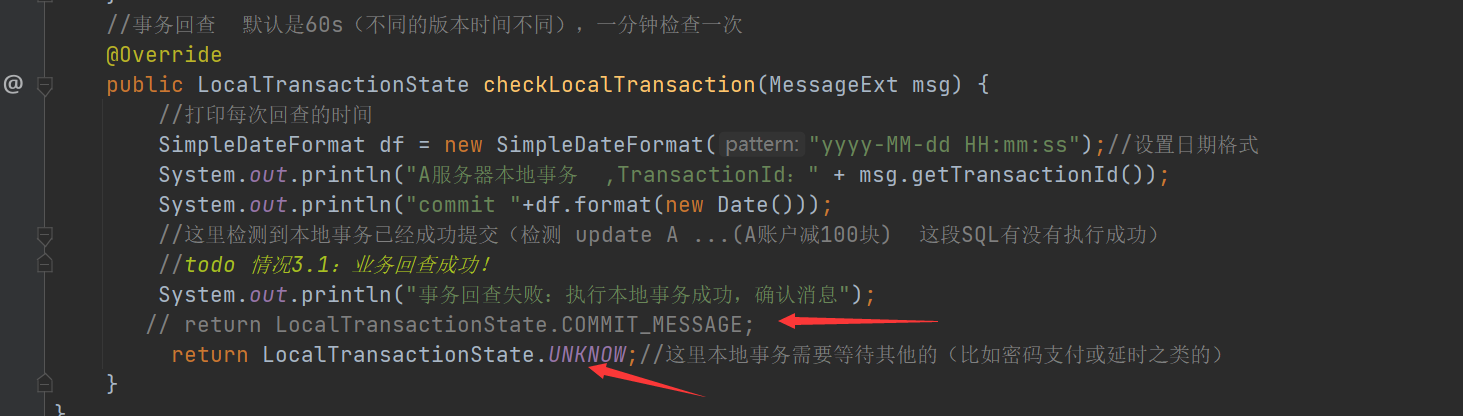 //事务回查  默认是60s（不同的版本时间不同），一分钟检查一次
@Override
@ public LocalTransactionState checkLocalTransaction(MessageExt msg) {
//打印每次回查的时间
SimpleDateFormat df = new SimpleDateFormat( pattern: "yyyy-MM-dd HH:mm:ss");//设置日期格式
System.out.println("A服务器本地事务  ,TransactionId：" + msg.getTransactionId());
System.out.println("commit "+df.format(new Date()));
//这里检测到本地事务已经成功提交（检测 update A ...(A账户减100块)  这段SQL有没有执行成功）
//todo 情况3.1：业务回查成功！
System.out.println("事务回查失败：执行本地事务成功，确认消息");
// return LocalTransactionState.COMMIT_MESSAGE;
return LocalTransactionState.UNKNOW;//这里本地事务需要等待其他的（比如密码支付或延时之类的）
}
}